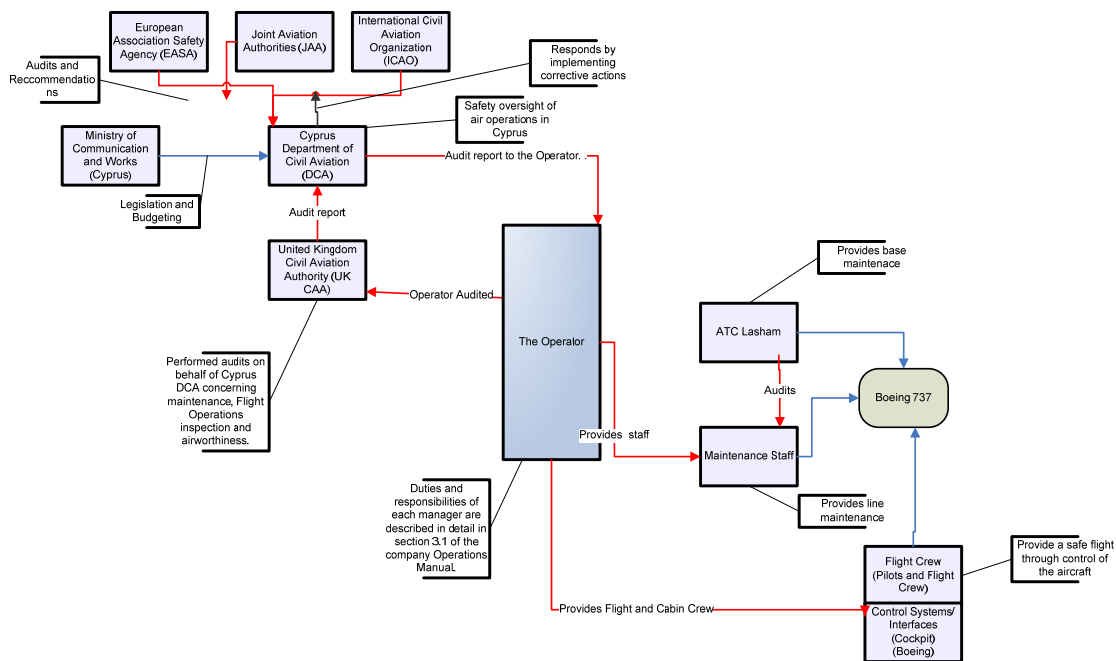 European
Association Safety
Agency (EASA)
Joint Aviation
Authorities (JAA)
International Civil
Aviation
Organization
(ICAO)
Responds by
implementing
corrective actions
Audits and
Reccommendatio
ns
Safety oversight of
air operations in
Cyprus
Ministry of
Communication
and Works
(Cyprus)
Cyprus
Department of
Civil Aviation
(DCA)
Audit report to the Operator. .
Legislation and
Budgeting
Audit report
United Kingdom
Civil Aviation
Authority (UK
CAA)
Operator Audited
Provides base
maintenace
ATC Lasham
The Operator
Performed audits on
behalf of Cyprus
DCA concerning
maintenance, Flight
Operations
inspection and
airworthiness.
Audits
Boeing 737
Provides staff
Maintenance Staff
Duties and
responsibilities of
each manager are
described in detail in
section 3.1 of the
company Operations
Manual.
Provides line
maintenance
Flight Crew
(Pilots and Flight
Crew)
Provide a safe flight
through control of
the aircraft
Provides Flight and Cabin Crew
Control Systems/
Interfaces
(Cockpit)
(Boeing)